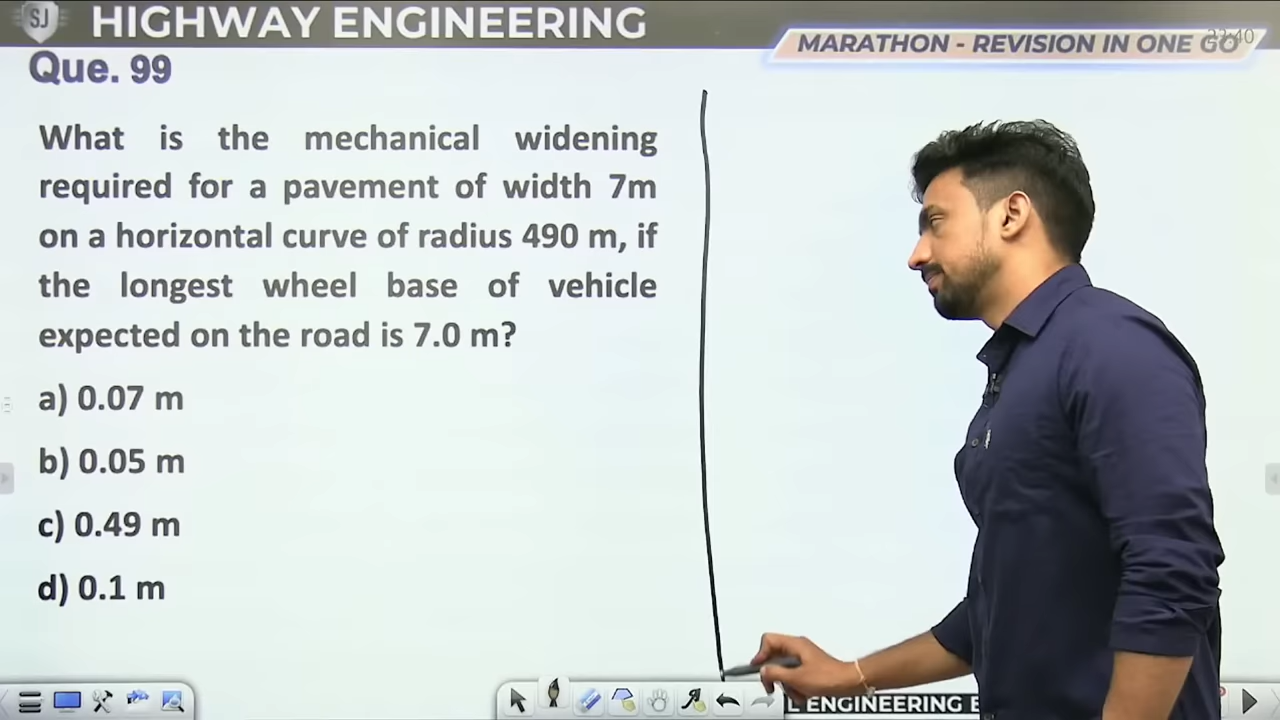 SJ
HIGHWAY ENGINEERING
MARATHON - REVISION IN ONE GO
Que. 99
What is the mechanical widening
required for a pavement of width 7m
on a horizontal curve of radius 490 m, if
the longest wheel base of vehicle
expected on the road is 7.0 m?
a) 0.07 m
b) 0.05 m
c) 0.49 m
d) 0.1 m
L ENGINEERING